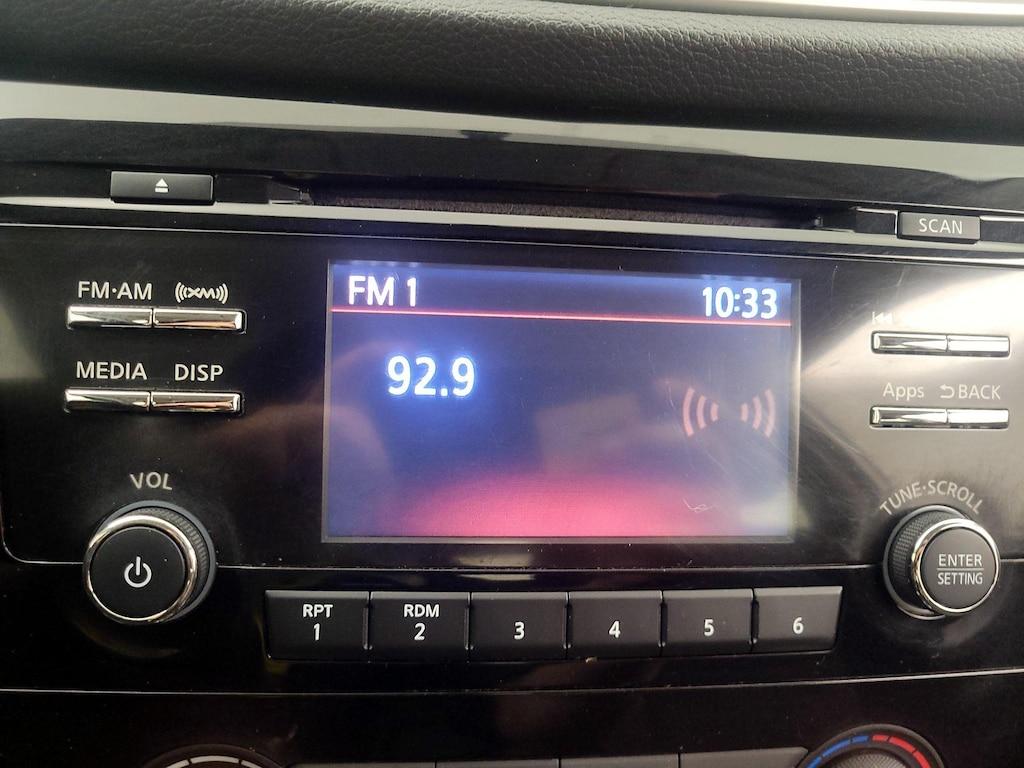 SCAN
FM·AM
((XM))
FM 1
10:33
MEDIA
DISP
92.9
Apps
BACK
VOL
TUNE·SCROLL
ENTER
SETTING
RPT
1
RDM
2
3
4
5
6